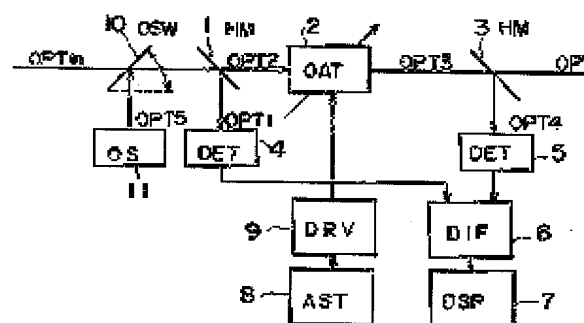 10 OSW
1 HM
2
3 HM
OPTin
OPT2
OAT
OPT3
OP
OPT5
OPT1
OPT4
OS
DET
4
DET
5
11
9
DRV
DIF
6
8
AST
DSP
7